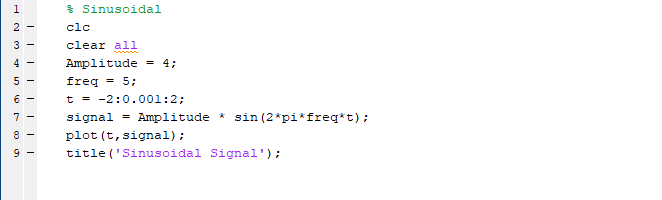 1 % Sinusoidal
2 - clc
3 - clear all
4 - Amplitude = 4;
5 - freq = 5;
6 - t = -2:0.001:2;
7 - signal = Amplitude * sin(2*pi*freq*t);
8 - plot(t,signal);
9 - title('Sinusoidal Signal');